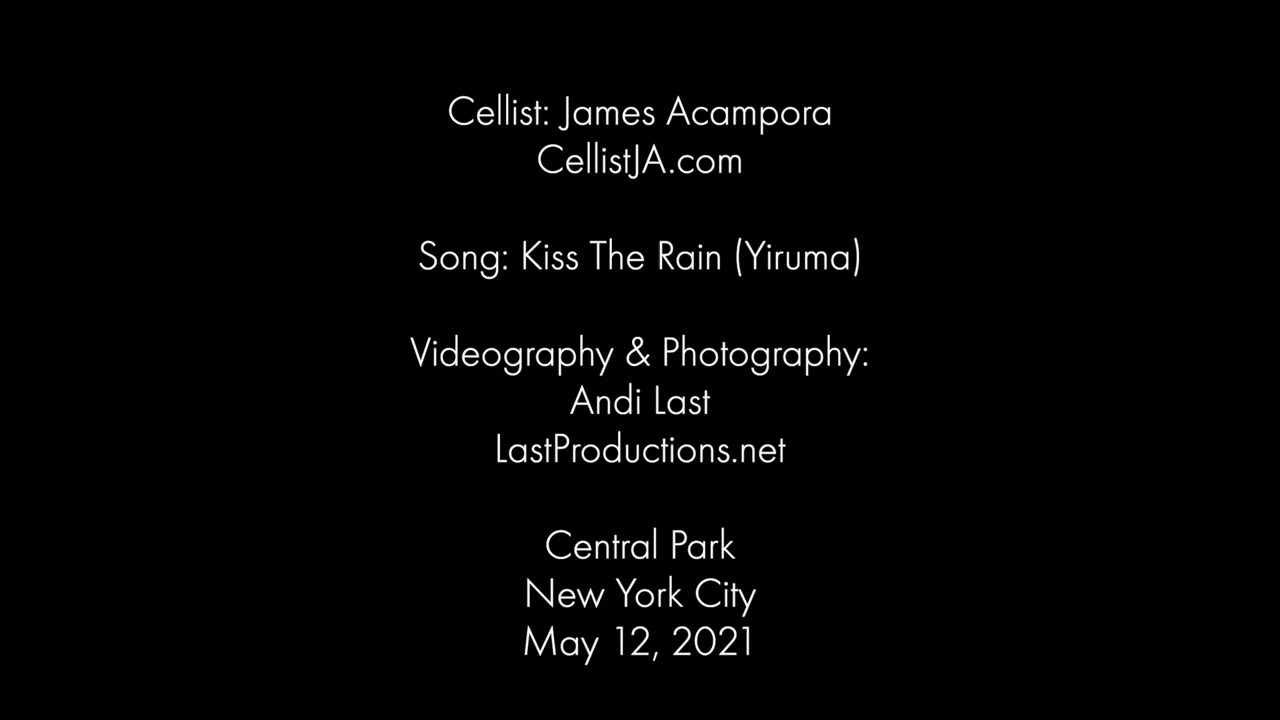 Cellist: James Acampora
CellistJA.com
Song: Kiss The Rain (Yiruma)
Videography & Photography:
Andi Last
LastProductions.net
Central Park
New York City
May 12, 2021